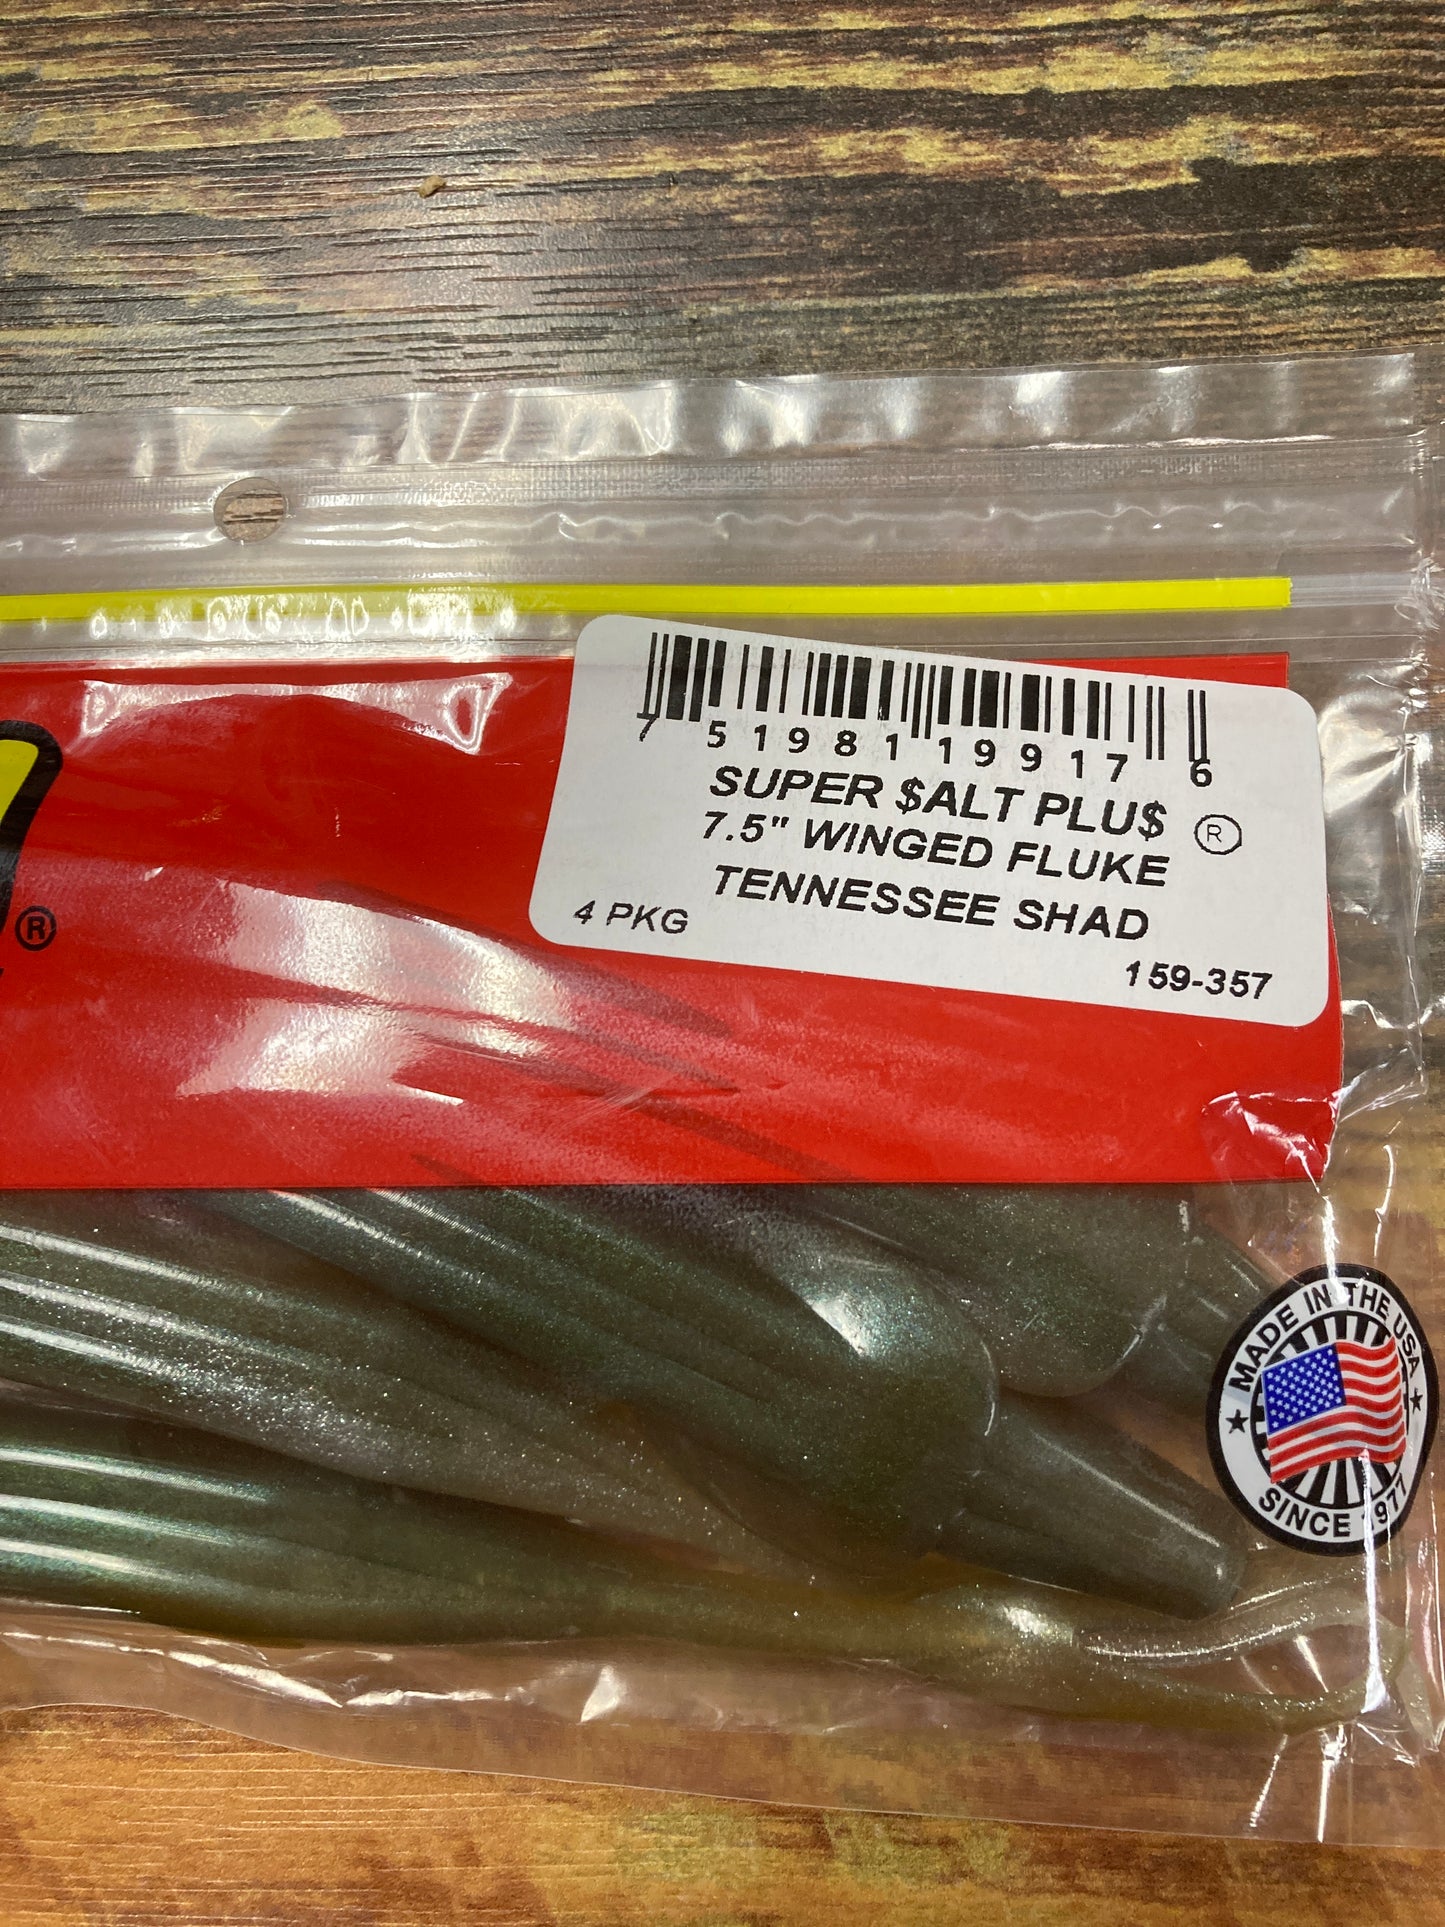 7 51981 19917 6
SUPER $ALT PLU$ ®
7.5" WINGED FLUKE
TENNESSEE SHAD
4 PKG
159-357
®
MADE IN THE USA
SINCE 1977